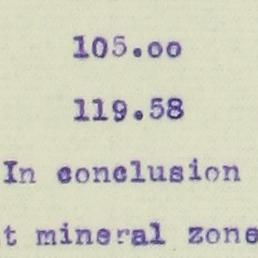 105.00
119.58
In conclusion
t mineral zone